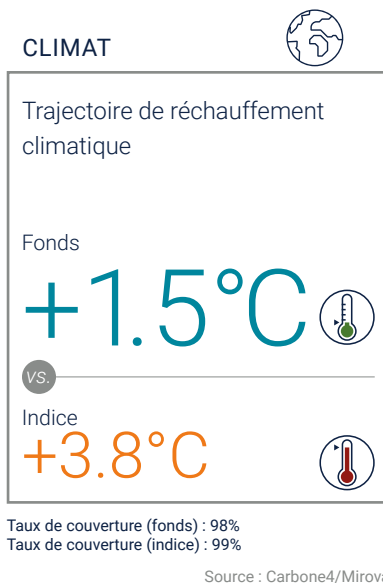 CLIMAT
Trajectoire de réchauffement
climatique
Fonds
+1.5°C
VS.
Indice
+3.8°C
Taux de couverture (fonds) : 98%
Taux de couverture (indice) : 99%
Source : Carbone4/Mirova